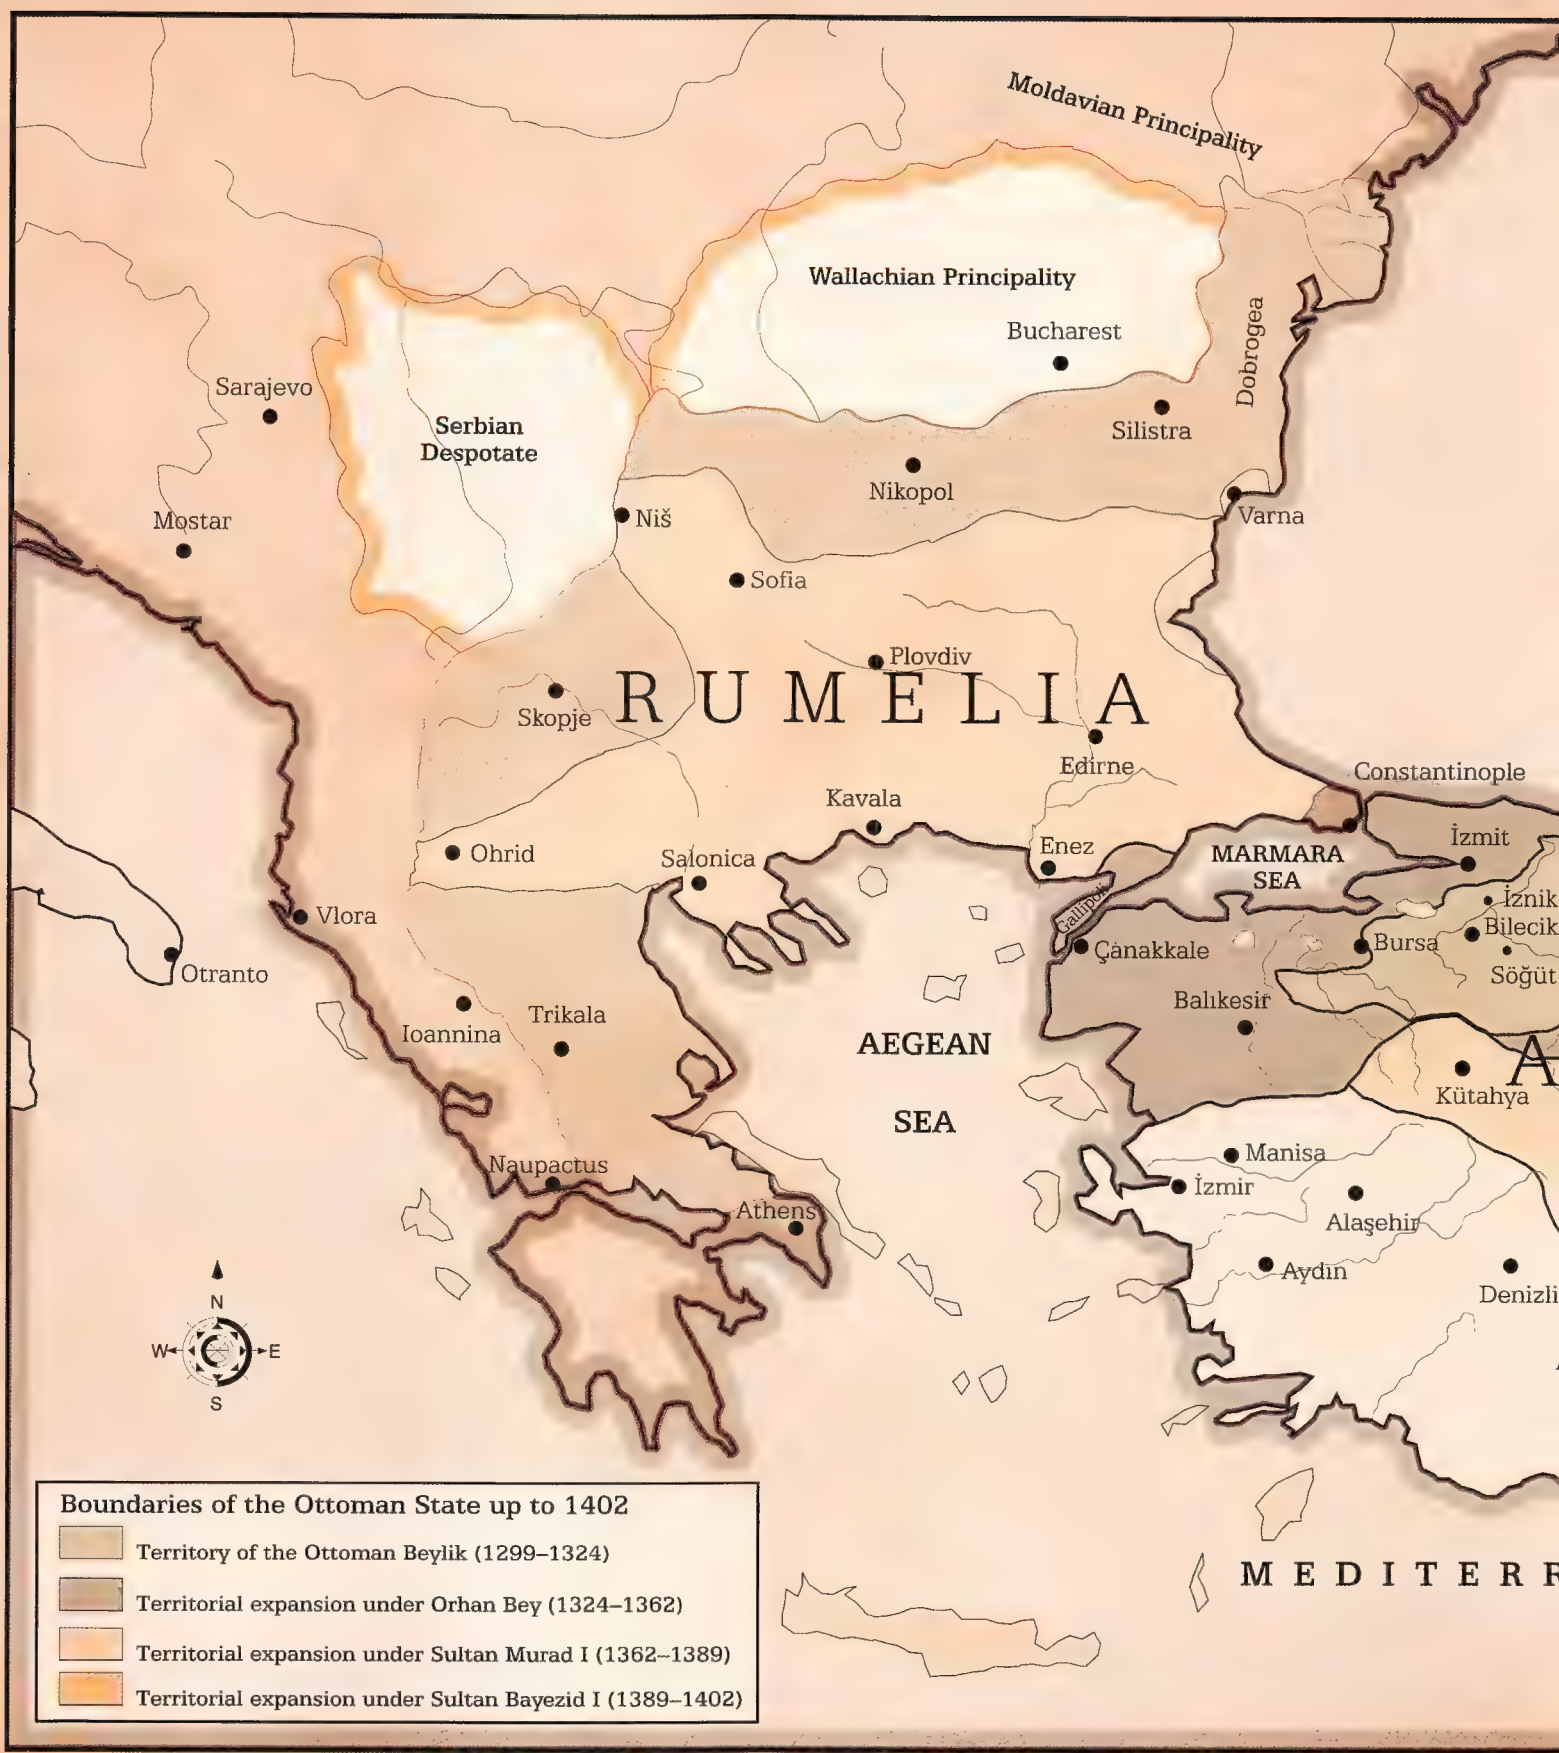 Moldavian Principality
Wallachian Principality
Bucharest
Dobrogea
Sarajevo
Serbian
Despotate
Silistra
Nikopol
Mostar
Niš
Varna
Sofia
Plovdiv
RUMELIA
Skopje
Edirne
Constantinople
Kavala
İzmit
Enez
MARMARA
SEA
Ohrid
Salonica
Gallipoli
İznik
Vlora
Bilecik
Bursa
Çanakkale
Otranto
Söğüt
Balıkesir
Ioannina
Trikala
AEGEAN
SEA
A
Kütahya
Manisa
Naupactus
İzmir
Athens
Alaşehir
Aydın
Denizli
N
W
E
S
MEDITERR
Boundaries of the Ottoman State up to 1402
Territory of the Ottoman Beylik (1299–1324)
Territorial expansion under Orhan Bey (1324–1362)
Territorial expansion under Sultan Murad I (1362–1389)
Territorial expansion under Sultan Bayezid I (1389–1402)